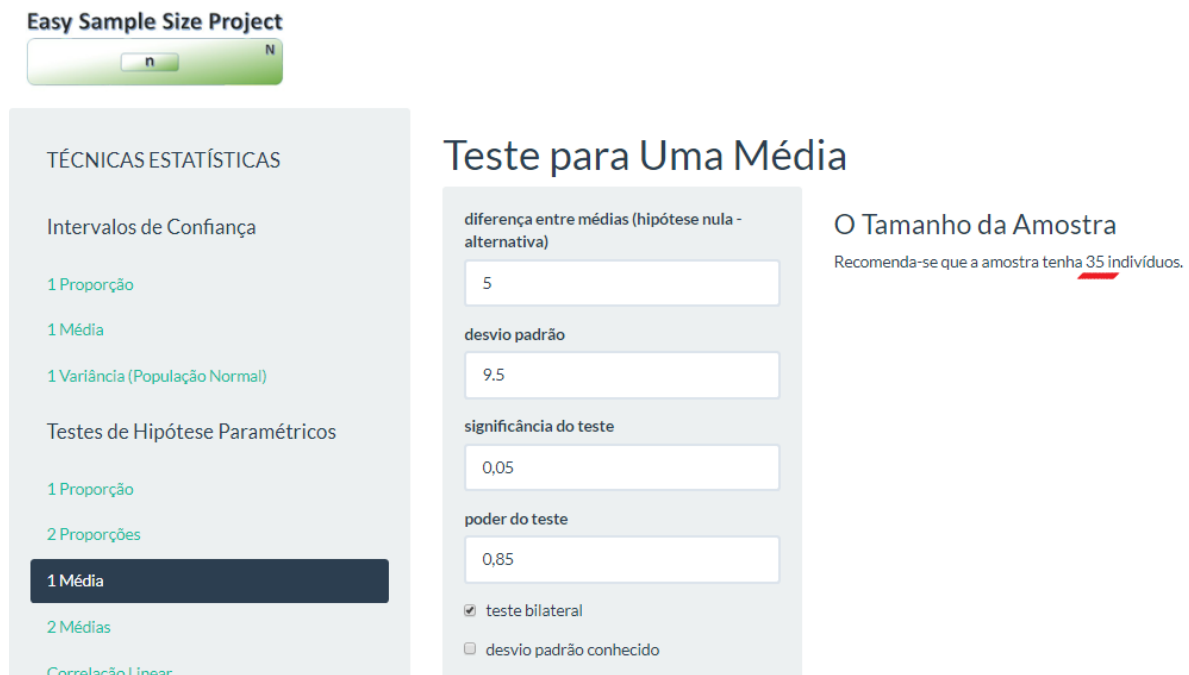 Easy Sample Size Project
n
N
TÉCNICAS ESTATÍSTICAS
Intervalos de Confiança
1 Proporção
1 Média
1 Variância (População Normal)
Testes de Hipótese Paramétricos
1 Proporção
2 Proporções
1 Média
2 Médias
Correlação Linear
Teste para Uma Média
diferença entre médias (hipótese nula -
alternativa)
5
desvio padrão
9.5
significância do teste
0,05
poder do teste
0,85
teste bilateral
desvio padrão conhecido
O Tamanho da Amostra
Recomenda-se que a amostra tenha 35 indivíduos.